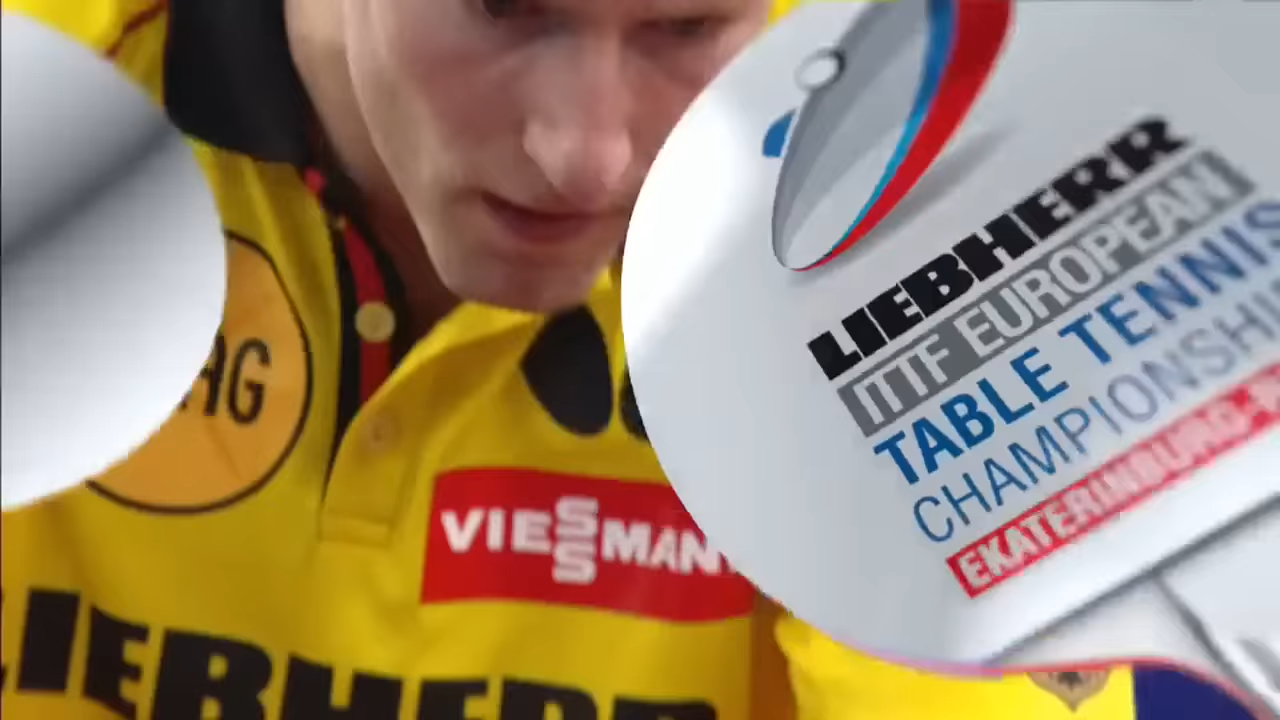 LIEBHERR
ITTF EUROPEAN
TABLE TENNIS
CHAMPIONSHI
EKATERINBURG-R
AG
VIESSMANN
LIEBHERR